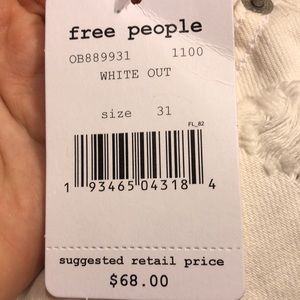 free people
OB889931 1100
WHITE OUT
size 31
FL_82
1 93465 04318 4
suggested retail price
$68.00